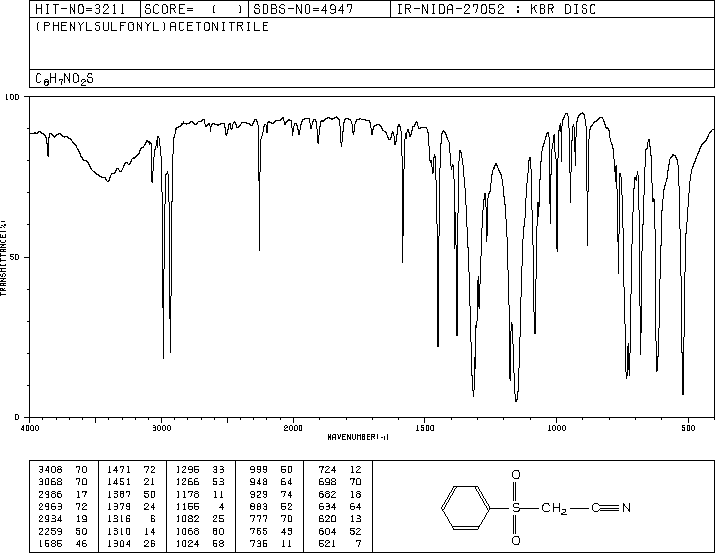 HIT-NO=3211 SCORE= ( ) SDBS-NO=4947 IR-NIDA-27052 : KBR DISC
(PHENYLSULFONYL)ACETONITRILE
C8H7NO2S
100
50
0
TRANSMITTANCE(%)
4000 3000 2000 1500 1000 500
WAVENUMBER(-1)
3408 70 1471 72 1295 33 999 50 724 12
3068 70 1451 21 1266 53 948 64 698 70
2986 17 1387 50 1178 11 929 74 682 18
2963 72 1379 24 1155 4 883 52 634 64
2934 19 1316 6 1082 25 777 70 620 13
2259 50 1310 14 1068 60 765 49 604 52
1585 46 1304 26 1024 58 736 11 521 7
O
S CH2 C N
O